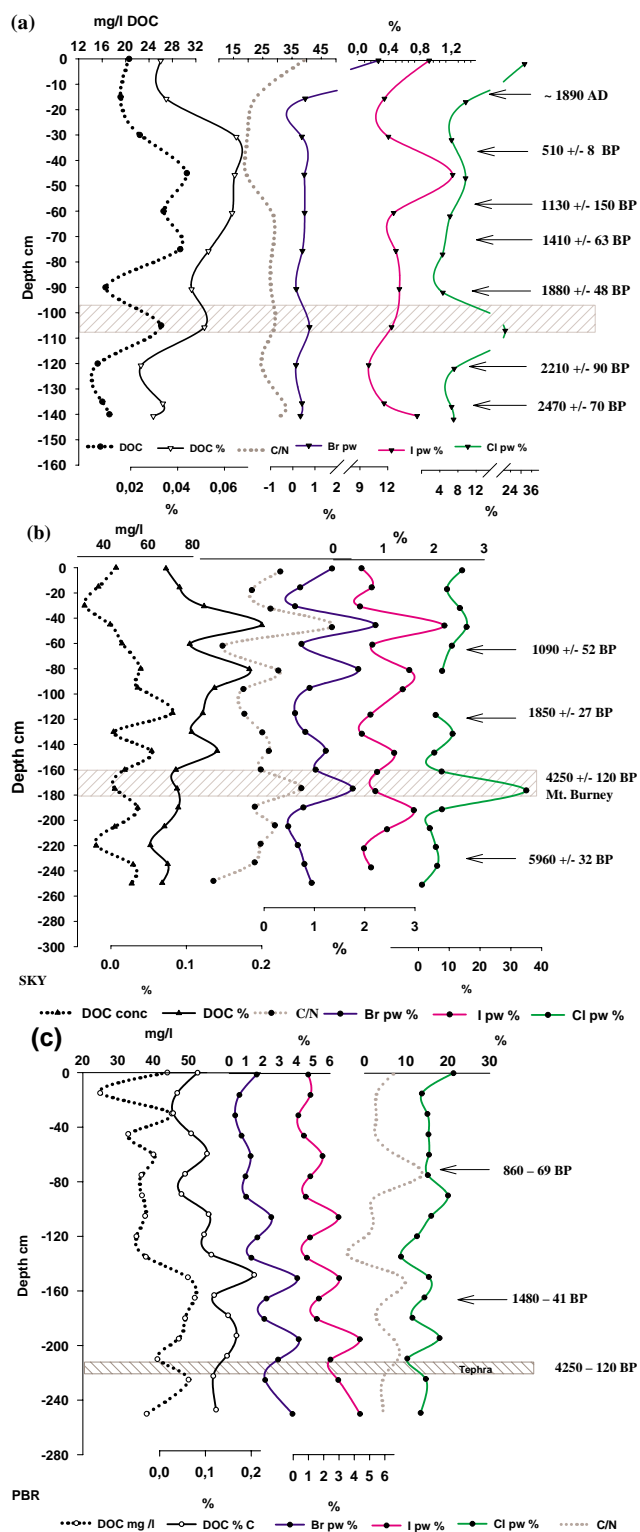 (a)
mg/l DOC
%
12 16 20 24 28 32
20 30 40 50
0,0 0,4 0,8 1,2
0
-10
-20
-30
-40
-50
-60
-70
-80
-90
-100
-110
-120
-130
-140
-150
-160
Depth cm
~ 1890 AD
510 +/- 8 BP
1130 +/- 150 BP
1410 +/- 63 BP
1880 +/- 48 BP
2210 +/- 90 BP
2470 +/- 70 BP
DOC DOC % C/N Br pw I pw % Cl pw %
0,02 0,04 0,06
-1 0 1 2 9 12
4 8 12 24 36
% % %
(b)
mg/l
%
40 60 80
0 1 2 3
0
-20
-40
-60
-80
-100
-120
-140
-160
-180
-200
-250
-300
Depth cm
1090 +/- 52 BP
1850 +/- 27 BP
4250 +/- 120 BP
Mt. Burney
5960 +/- 32 BP
0 1 2 3
%
0.0 0.1 0.2
0 10 20 30 40
SKY
% %
DOC conc DOC % C/N Br pw % I pw % Cl pw %
(c)
mg/l % %
20 30 40 50 0 1 2 3 4 5 6 0 10 20 30
0
-40
-80
-120
-160
-200
-240
-280
Depth cm
860 – 69 BP
1480 – 41 BP
Tephra
4250 – 120 BP
0,0 0,1 0,2 0 1 2 3 4 5 6
PBR
% %
DOC mg/l DOC % C Br pw % I pw % Cl pw % C/N